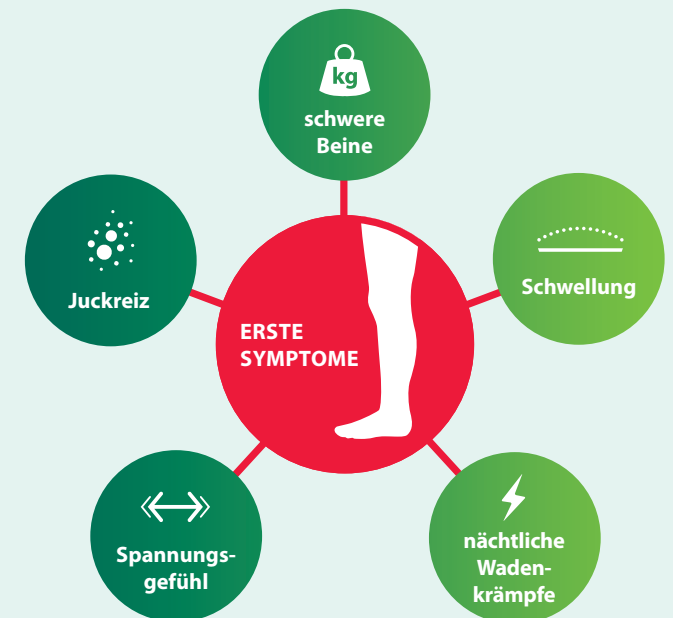 kg
schwere
Beine
Schwellung
nächtliche
Waden-
krämpfe
Spannungs-
gefühl
Juckreiz
ERSTE
SYMPTOME